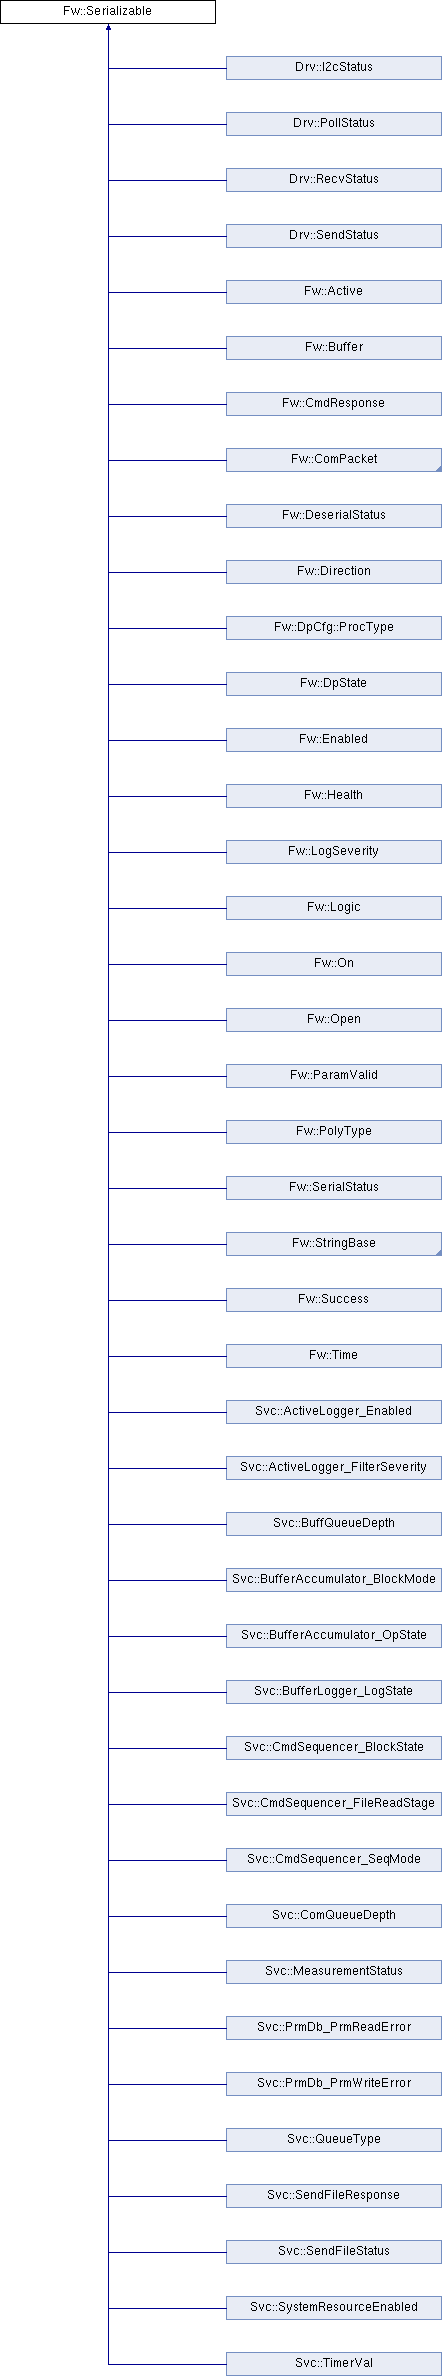 Fw::Serializable
Drv::I2cStatus
Drv::PollStatus
Drv::RecvStatus
Drv::SendStatus
Fw::Active
Fw::Buffer
Fw::CmdResponse
Fw::ComPacket
Fw::DeserialStatus
Fw::Direction
Fw::DpCfg::ProcType
Fw::DpState
Fw::Enabled
Fw::Health
Fw::LogSeverity
Fw::Logic
Fw::On
Fw::Open
Fw::ParamValid
Fw::PolyType
Fw::SerialStatus
Fw::StringBase
Fw::Success
Fw::Time
Svc::ActiveLogger_Enabled
Svc::ActiveLogger_FilterSeverity
Svc::BuffQueueDepth
Svc::BufferAccumulator_BlockMode
Svc::BufferAccumulator_OpState
Svc::BufferLogger_LogState
Svc::CmdSequencer_BlockState
Svc::CmdSequencer_FileReadStage
Svc::CmdSequencer_SeqMode
Svc::ComQueueDepth
Svc::MeasurementStatus
Svc::PrmDb_PrmReadError
Svc::PrmDb_PrmWriteError
Svc::QueueType
Svc::SendFileResponse
Svc::SendFileStatus
Svc::SystemResourceEnabled
Svc::TimerVal